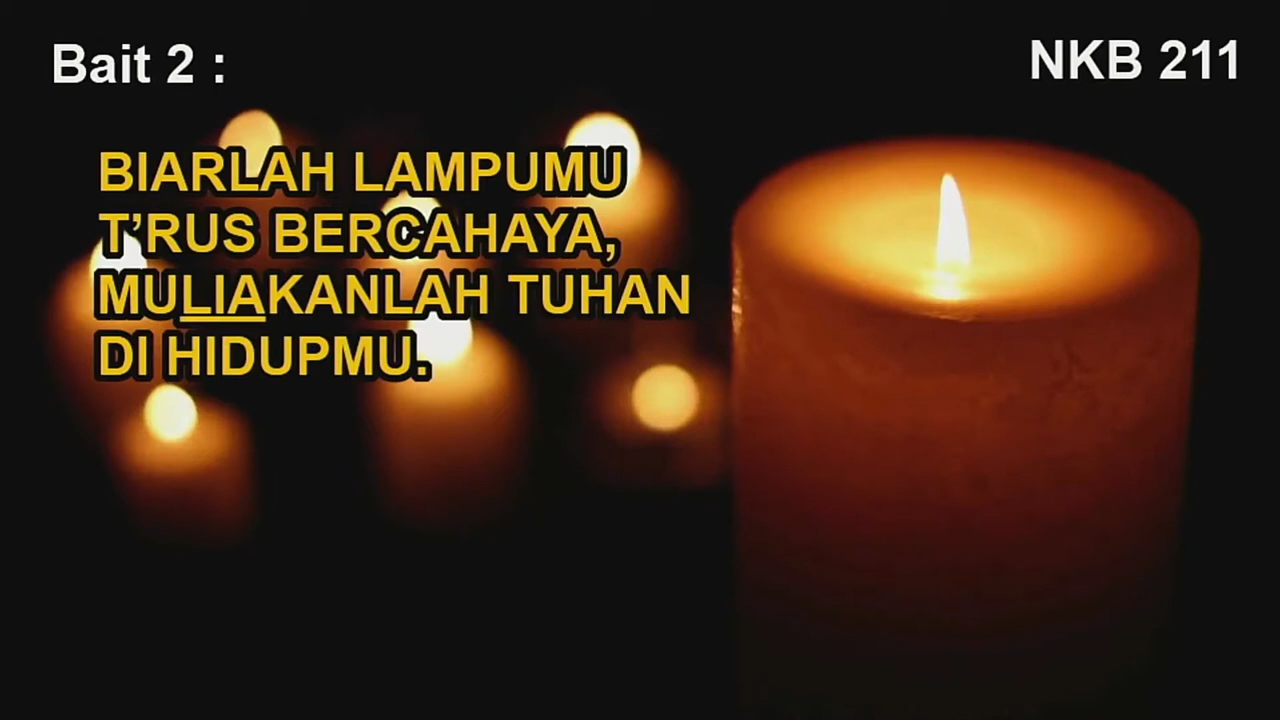 Bait 2 :
NKB 211
BIARLAH LAMPUMU
T’RUS BERCAHAYA,
MULIAKANLAH TUHAN
DI HIDUPMU.